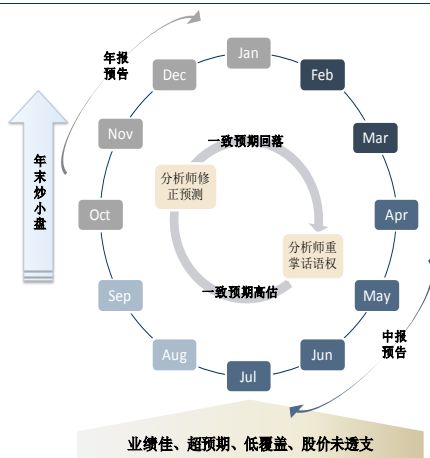 年报
预告
Jan
Feb
Mar
Apr
May
Jun
Jul
Aug
Sep
Oct
Nov
Dec
年末炒小盘
一致预期回落
分析师修
正预测
分析师重
掌话语权
一致预期高估
中报
预告
业绩佳、超预期、低覆盖、股价未透支